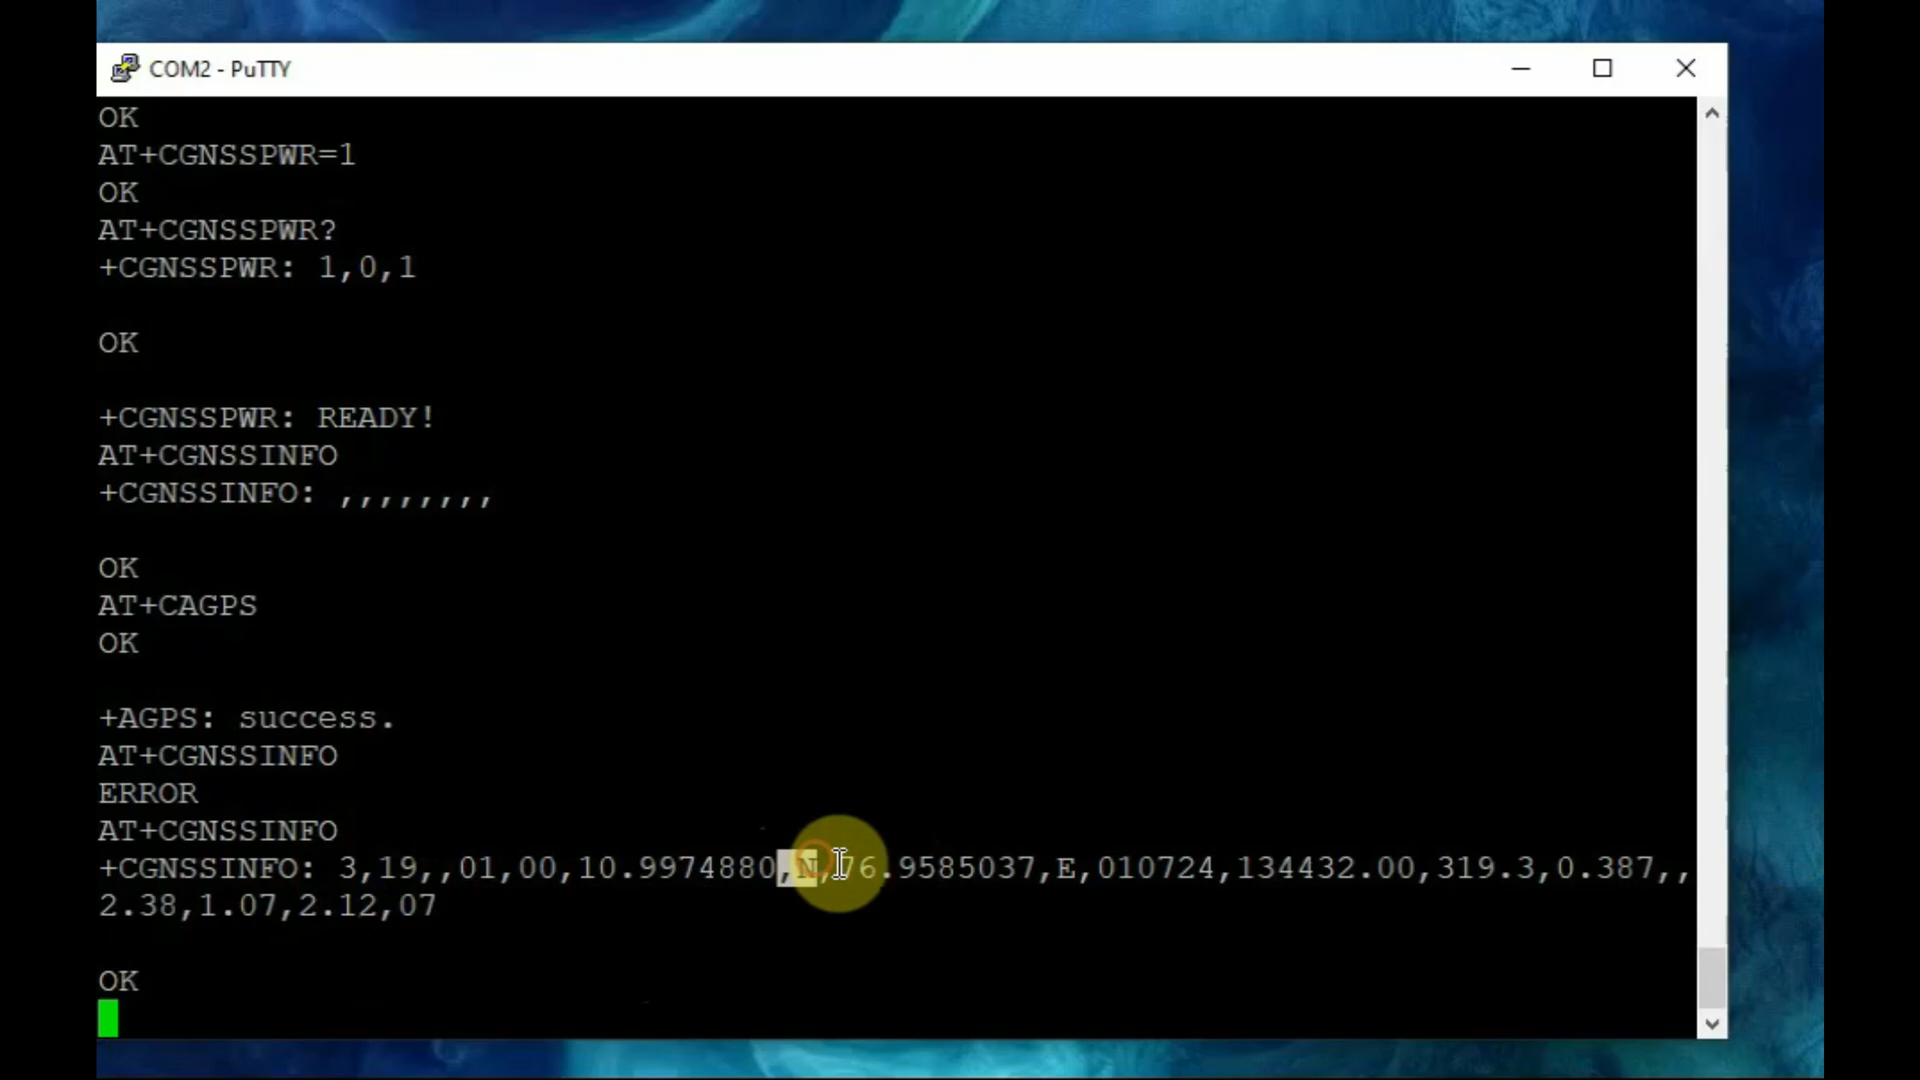 COM2 - PuTTY
OK
AT+CGNSSPWR=1
OK
AT+CGNSSPWR?
+CGNSSPWR: 1,0,1
OK
+CGNSSPWR: READY!
AT+CGNSSINFO
+CGNSSINFO: ,,,,,,,,
OK
AT+CAGPS
OK
+AGPS: success.
AT+CGNSSINFO
ERROR
AT+CGNSSINFO
+CGNSSINFO: 3,19,,01,00,10.9974880,N,76.9585037,E,010724,134432.00,319.3,0.387,,
2.38,1.07,2.12,07
OK